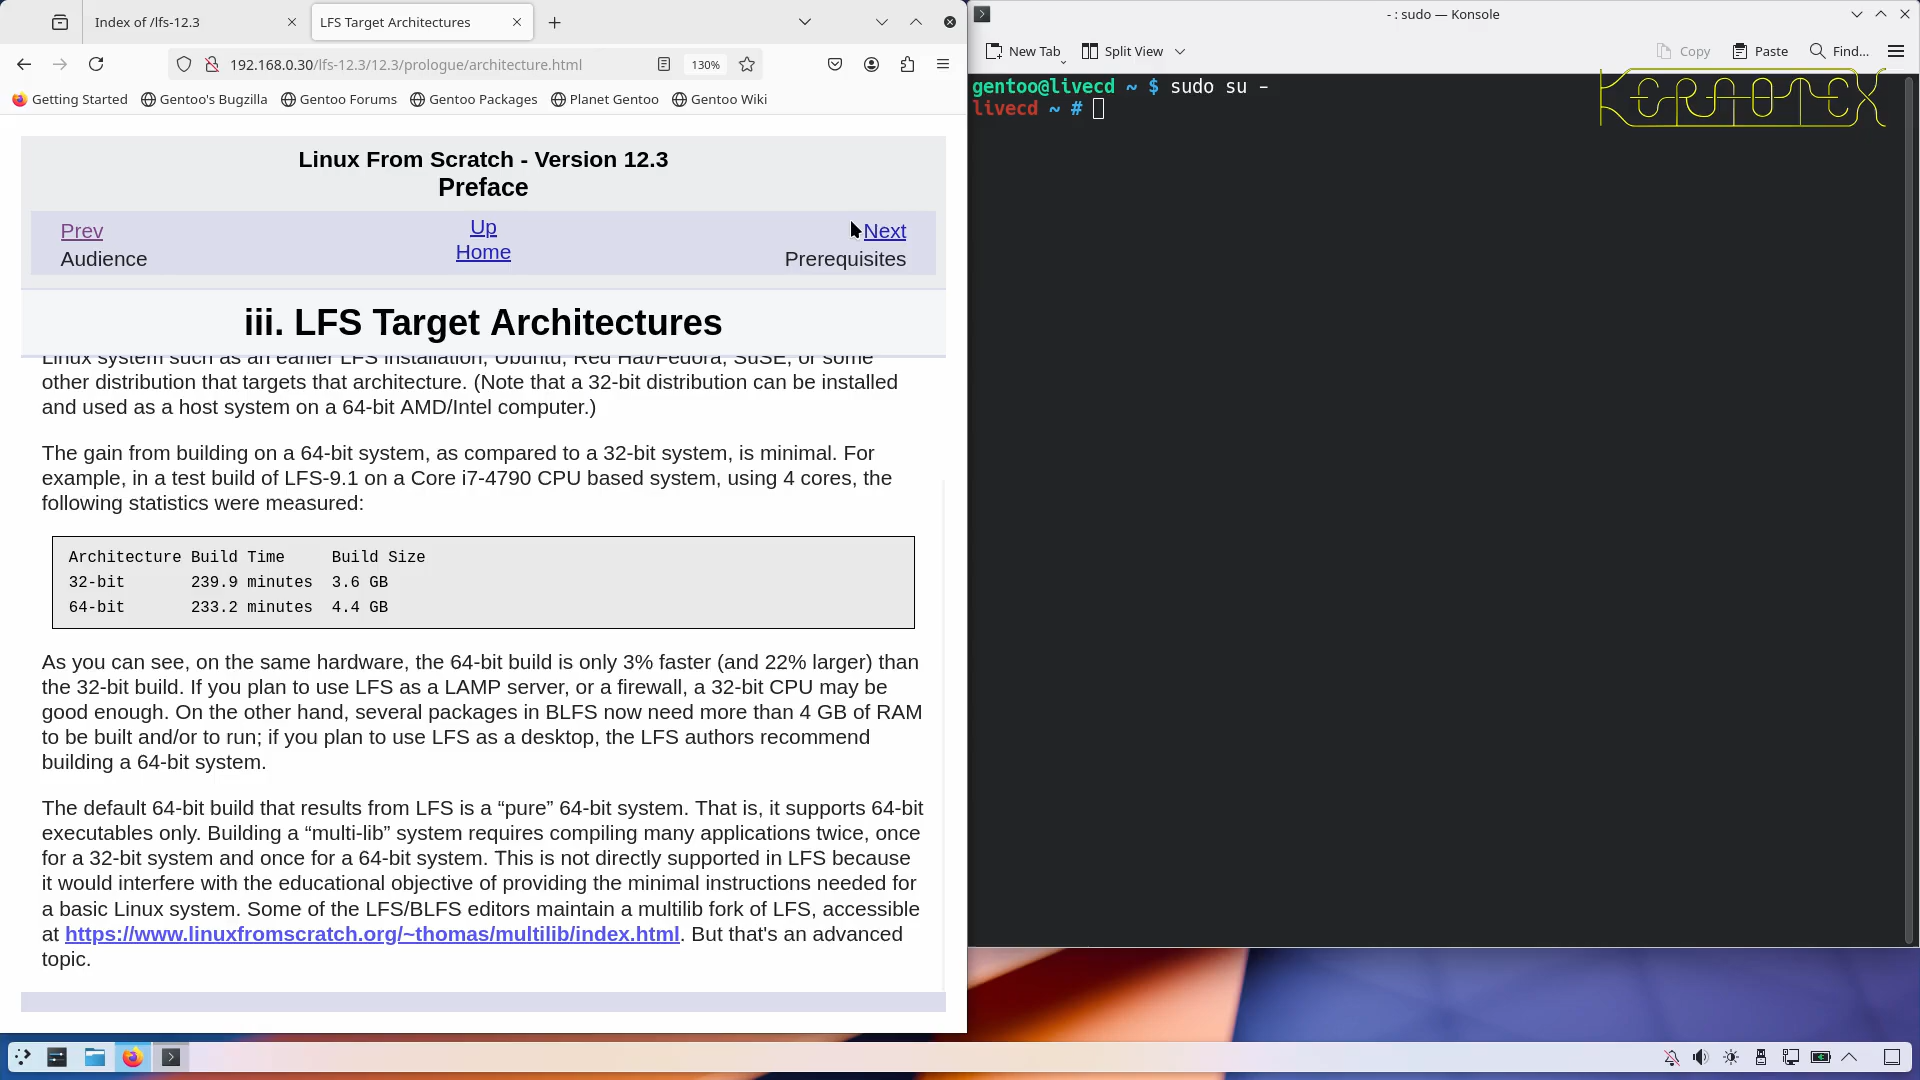 Index of /lfs-12.3
LFS Target Architectures
192.168.0.30/lfs-12.3/12.3/prologue/architecture.html
130%
Getting Started
Gentoo's Bugzilla
Gentoo Forums
Gentoo Packages
Planet Gentoo
Gentoo Wiki
Linux From Scratch - Version 12.3
Preface
Prev
Up
Next
Audience
Home
Prerequisites
iii. LFS Target Architectures
Linux system such as an earlier LFS installation, Ubuntu, Red Hat/Fedora, SuSE, or some
other distribution that targets that architecture. (Note that a 32-bit distribution can be installed
and used as a host system on a 64-bit AMD/Intel computer.)
The gain from building on a 64-bit system, as compared to a 32-bit system, is minimal. For
example, in a test build of LFS-9.1 on a Core i7-4790 CPU based system, using 4 cores, the
following statistics were measured:
Architecture Build Time     Build Size
32-bit       239.9 minutes  3.6 GB
64-bit       233.2 minutes  4.4 GB
As you can see, on the same hardware, the 64-bit build is only 3% faster (and 22% larger) than
the 32-bit build. If you plan to use LFS as a LAMP server, or a firewall, a 32-bit CPU may be
good enough. On the other hand, several packages in BLFS now need more than 4 GB of RAM
to be built and/or to run; if you plan to use LFS as a desktop, the LFS authors recommend
building a 64-bit system.
The default 64-bit build that results from LFS is a “pure” 64-bit system. That is, it supports 64-bit
executables only. Building a “multi-lib” system requires compiling many applications twice, once
for a 32-bit system and once for a 64-bit system. This is not directly supported in LFS because
it would interfere with the educational objective of providing the minimal instructions needed for
a basic Linux system. Some of the LFS/BLFS editors maintain a multilib fork of LFS, accessible
at https://www.linuxfromscratch.org/~thomas/multilib/index.html. But that's an advanced
topic.
- : sudo — Konsole
New Tab
Split View
Copy
Paste
Find...
gentoo@livecd ~ $ sudo su -
livecd ~ #